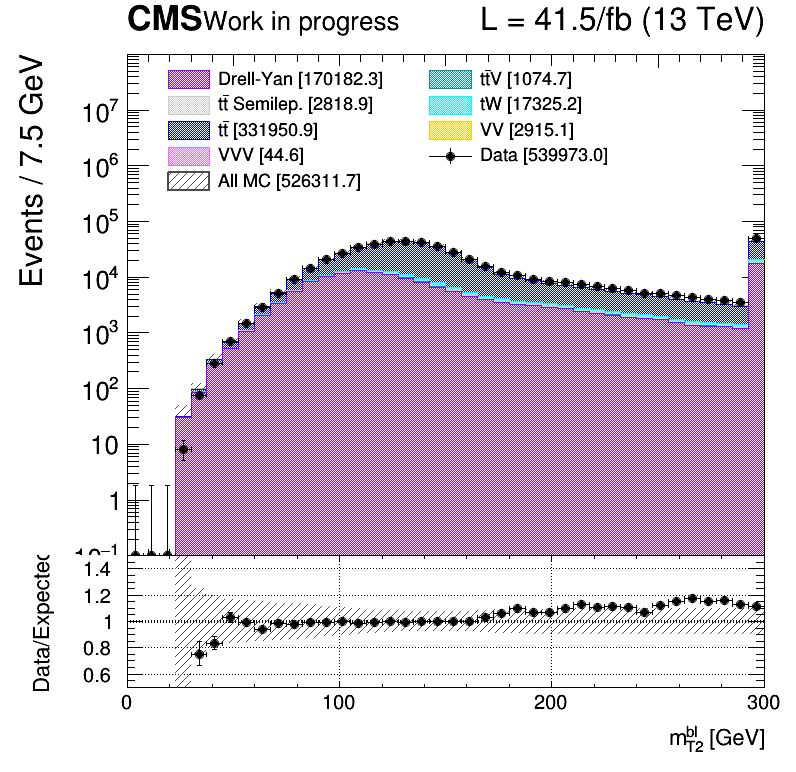 CMS Work in progress L = 41.5/fb (13 TeV)
Events / 7.5 GeV
Drell-Yan [170182.3] tt̄V [1074.7]
tt̄ Semilep. [2818.9] tW [17325.2]
tt̄ [331950.9] VV [2915.1]
VVV [44.6] Data [539973.0]
All MC [526311.7]
10⁷
10⁶
10⁵
10⁴
10³
10²
10
1
10⁻¹
Data/Expected
1.4
1.2
1
0.8
0.6
0 100 200 300
m_{T2}^{bl} [GeV]